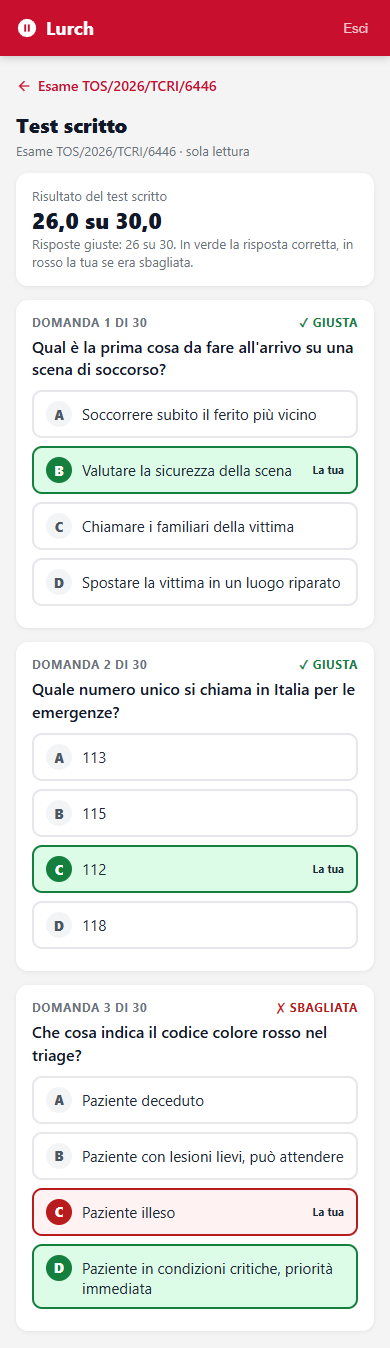 Lurch
Esci
← Esame TOS/2026/TCRI/6446
Test scritto
Esame TOS/2026/TCRI/6446 · sola lettura
Risultato del test scritto
26,0 su 30,0
Risposte giuste: 26 su 30. In verde la risposta corretta, in
rosso la tua se era sbagliata.
DOMANDA 1 DI 30
✓ GIUSTA
Qual è la prima cosa da fare all'arrivo su una
scena di soccorso?
A Soccorrere subito il ferito più vicino
B Valutare la sicurezza della scena La tua
C Chiamare i familiari della vittima
D Spostare la vittima in un luogo riparato
DOMANDA 2 DI 30
✓ GIUSTA
Quale numero unico si chiama in Italia per le
emergenze?
A 113
B 115
C 112 La tua
D 118
DOMANDA 3 DI 30
✗ SBAGLIATA
Che cosa indica il codice colore rosso nel
triage?
A Paziente deceduto
B Paziente con lesioni lievi, può attendere
C Paziente illeso La tua
D Paziente in condizioni critiche, priorità
immediata